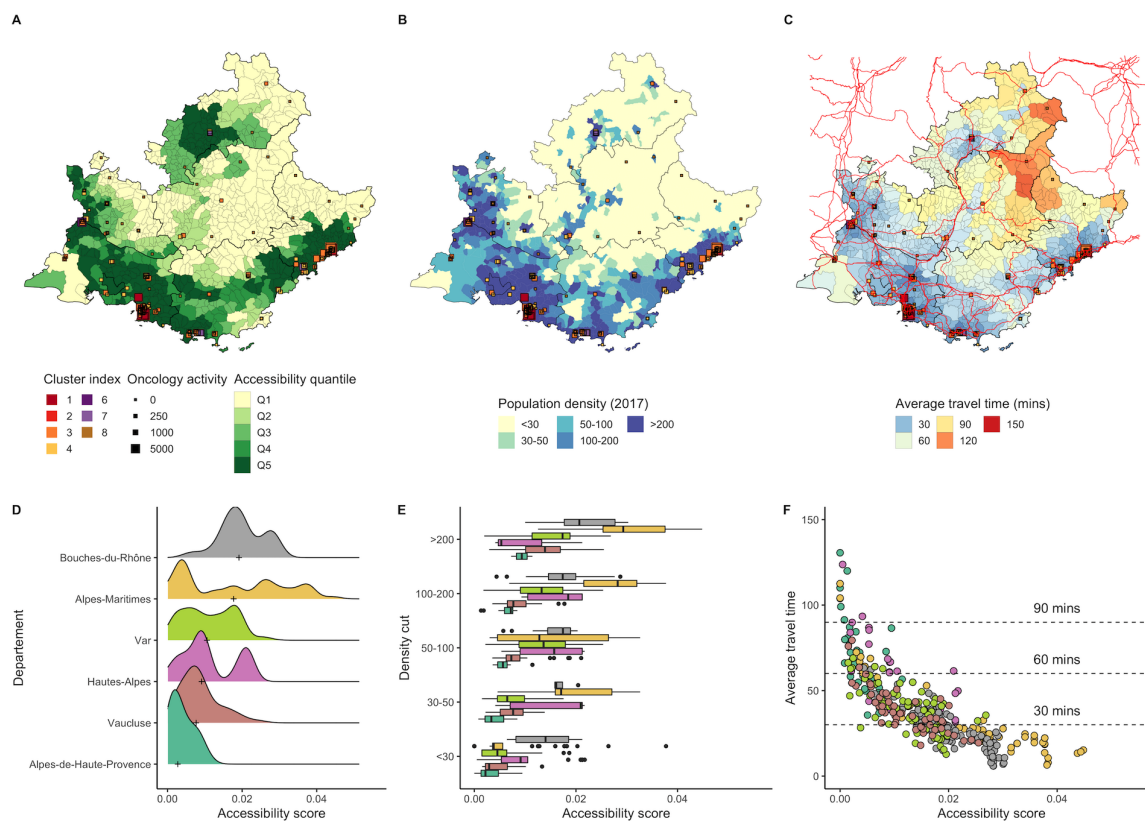 A
B
C
Cluster index
1
6
2
7
3
8
4
Oncology activity
0
250
1000
5000
Accessibility quantile
Q1
Q2
Q3
Q4
Q5
Population density (2017)
<30
50-100
>200
30-50
100-200
Average travel time (mins)
30
90
150
60
120
D
Departement
Bouches-du-Rhône
Alpes-Maritimes
Var
Hautes-Alpes
Vaucluse
Alpes-de-Haute-Provence
0.00
0.02
0.04
Accessibility score
E
Density cut
>200
100-200
50-100
30-50
<30
0.00
0.02
0.04
Accessibility score
F
Average travel time
150
100
50
0
90 mins
60 mins
30 mins
0.00
0.02
0.04
Accessibility score